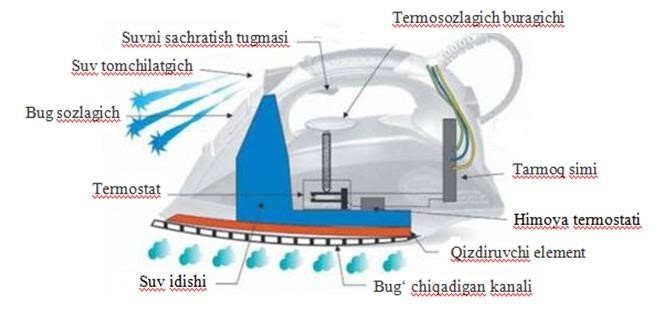 Termosozlagich buragichi
Suvni sachratish tugmasi
Suv tomchilatgich
Bug sozlagich
Tarmoq simi
Termostat
Himoya termostati
Qizdiruvchi element
Suv idishi
Bug‘ chiqadigan kanali